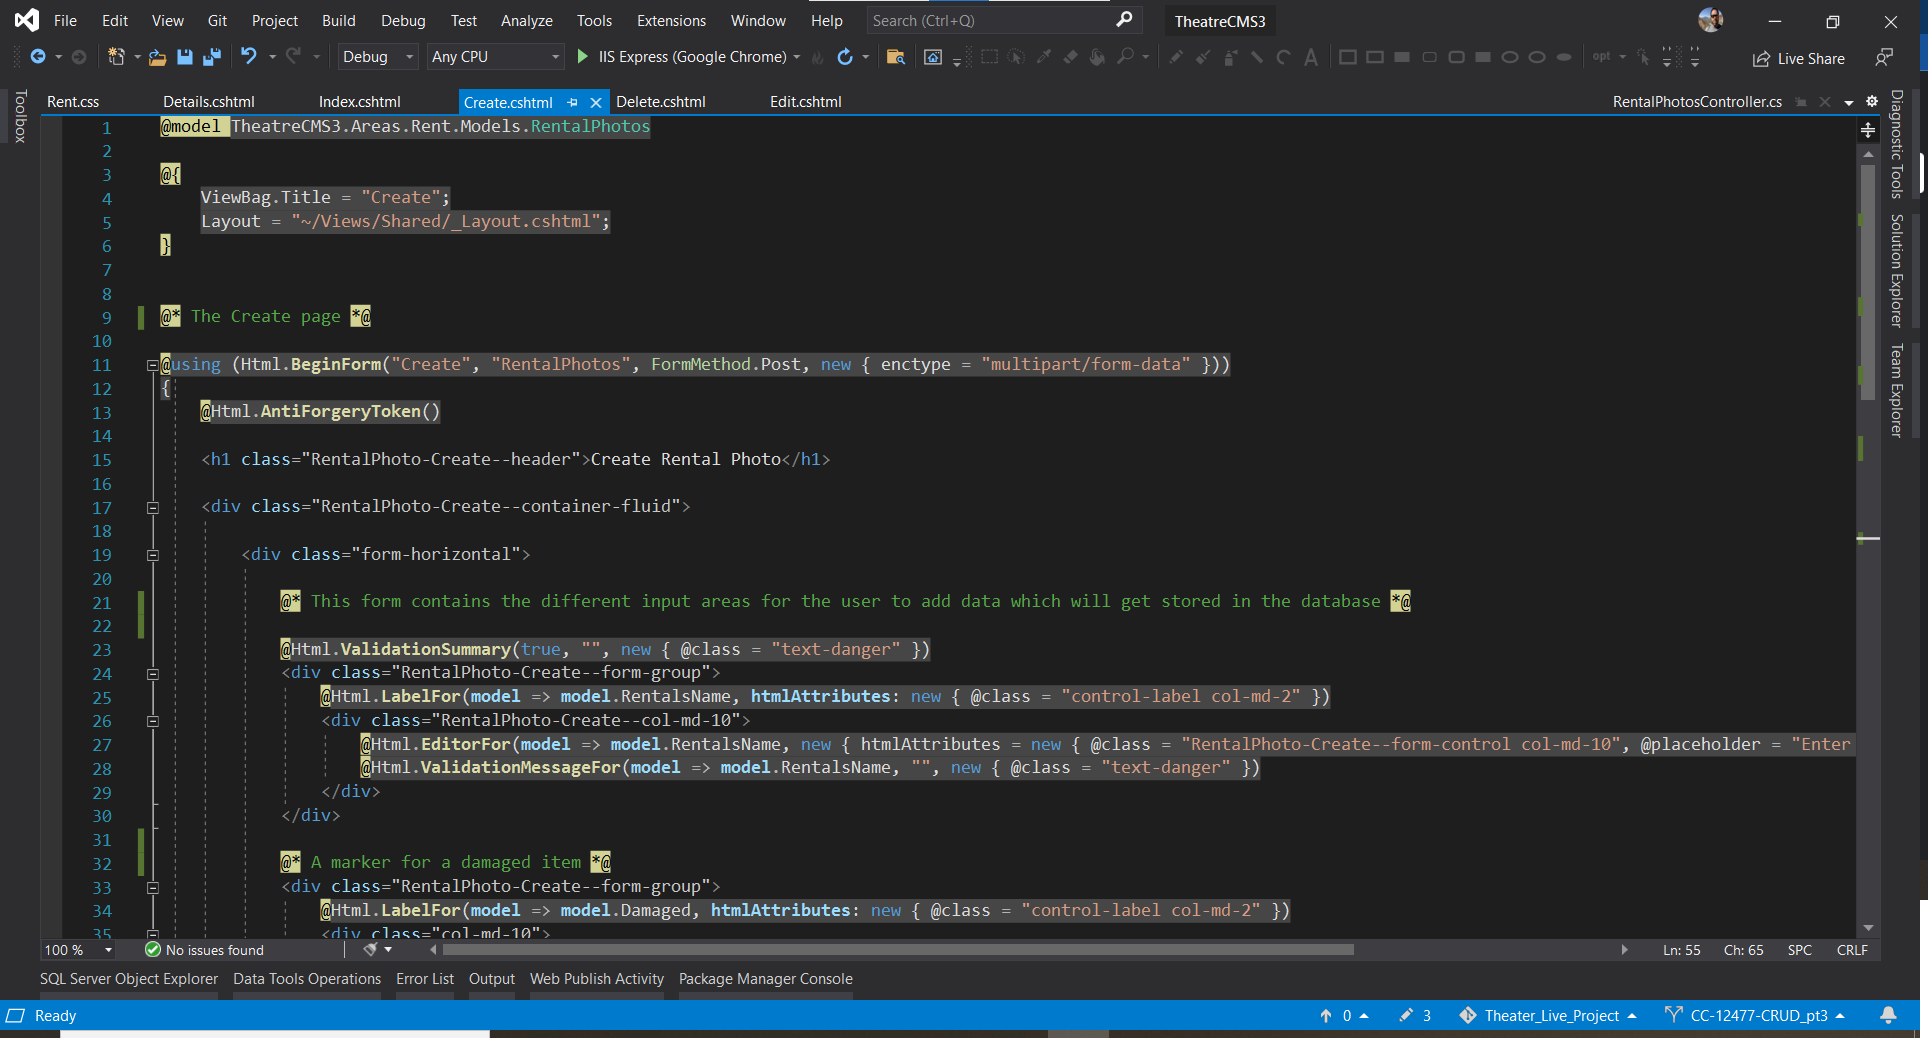 File Edit View Git Project Build Debug Test Analyze Tools Extensions Window Help Search (Ctrl+Q) TheatreCMS3
Debug Any CPU IIS Express (Google Chrome) opt Live Share
Rent.css Details.cshtml Index.cshtml Create.cshtml Delete.cshtml Edit.cshtml RentalPhotosController.cs
Toolbox
Diagnostic Tools
Solution Explorer
Team Explorer
1 @model TheatreCMS3.Areas.Rent.Models.RentalPhotos
2
3 @{
4 ViewBag.Title = "Create";
5 Layout = "~/Views/Shared/_Layout.cshtml";
6 }
7
8
9 @* The Create page *@
10
11 @using (Html.BeginForm("Create", "RentalPhotos", FormMethod.Post, new { enctype = "multipart/form-data" }))
12 {
13 @Html.AntiForgeryToken()
14
15 <h1 class="RentalPhoto-Create--header">Create Rental Photo</h1>
16
17 <div class="RentalPhoto-Create--container-fluid">
18
19 <div class="form-horizontal">
20
21 @* This form contains the different input areas for the user to add data which will get stored in the database *@
22
23 @Html.ValidationSummary(true, "", new { @class = "text-danger" })
24 <div class="RentalPhoto-Create--form-group">
25 @Html.LabelFor(model => model.RentalsName, htmlAttributes: new { @class = "control-label col-md-2" })
26 <div class="RentalPhoto-Create--col-md-10">
27 @Html.EditorFor(model => model.RentalsName, new { htmlAttributes = new { @class = "RentalPhoto-Create--form-control col-md-10", @placeholder = "Enter
28 @Html.ValidationMessageFor(model => model.RentalsName, "", new { @class = "text-danger" })
29 </div>
30 </div>
31
32 @* A marker for a damaged item *@
33 <div class="RentalPhoto-Create--form-group">
34 @Html.LabelFor(model => model.Damaged, htmlAttributes: new { @class = "control-label col-md-2" })
35 <div class="col-md-10">
100 % No issues found Ln: 55 Ch: 65 SPC CRLF
SQL Server Object Explorer Data Tools Operations Error List Output Web Publish Activity Package Manager Console
Ready 0 3 Theater_Live_Project CC-12477-CRUD_pt3